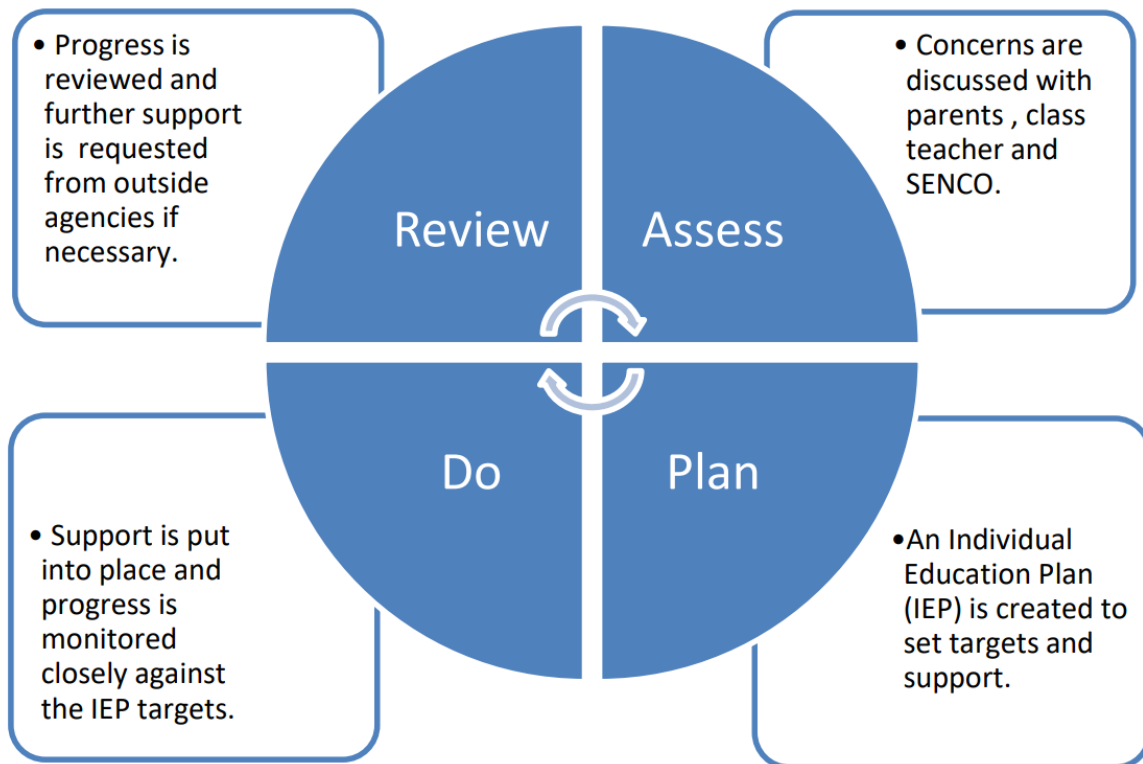 • Progress is
reviewed and
further support
is requested
from outside
agencies if
necessary.
Review
Assess
• Concerns are
discussed with
parents , class
teacher and
SENCO.
Do
Plan
• Support is put
into place and
progress is
monitored
closely against
the IEP targets.
•An Individual
Education Plan
(IEP) is created to
set targets and
support.